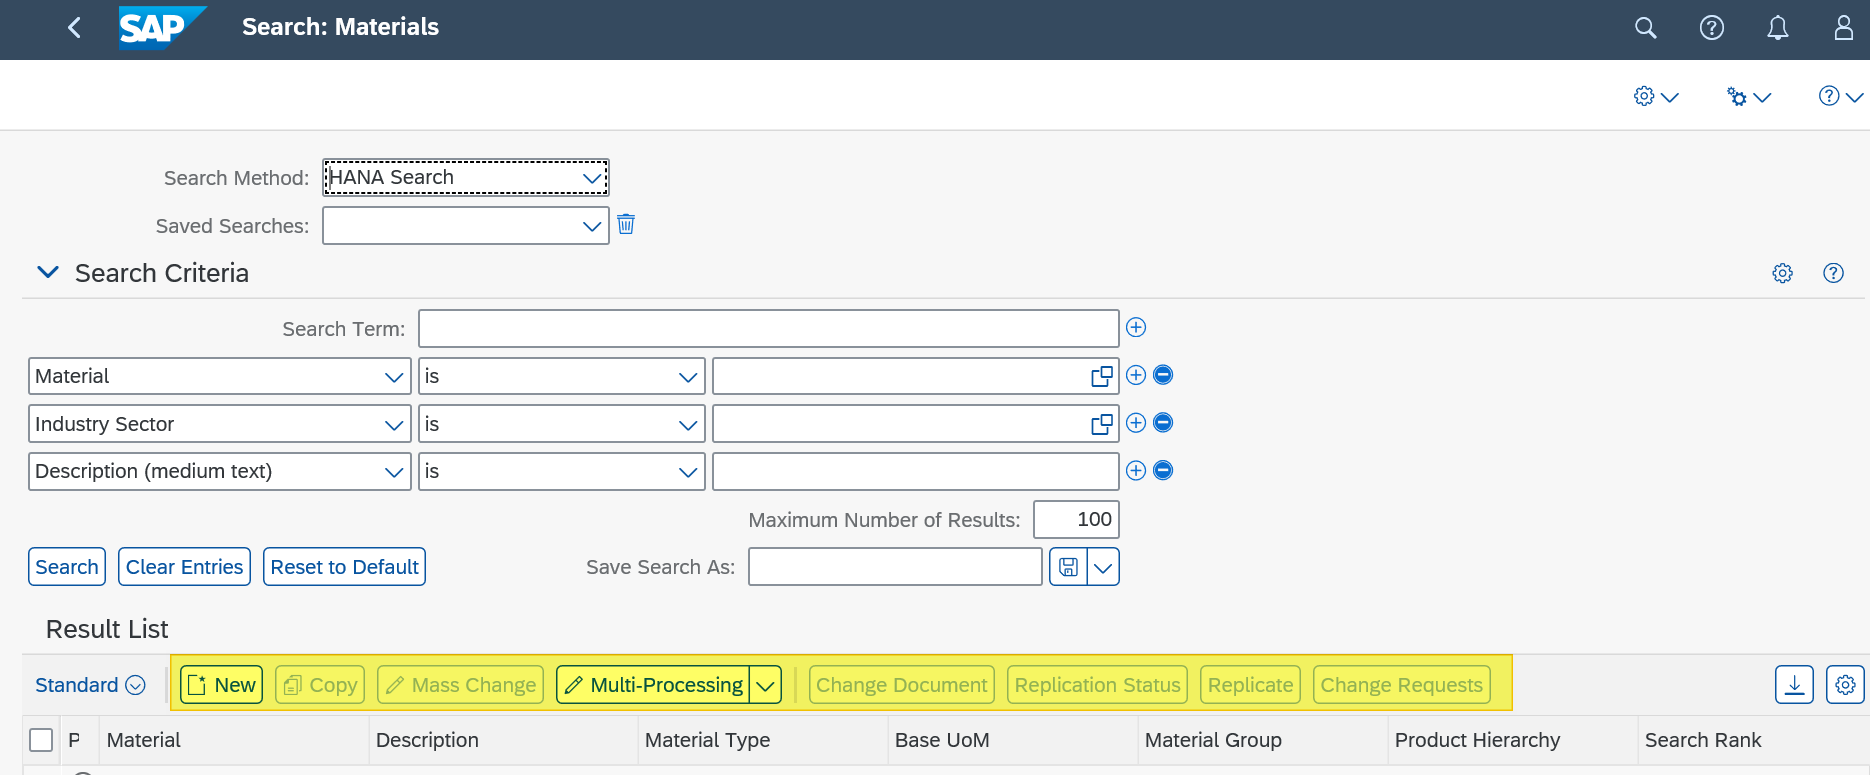 SAP Search: Materials
Search Method: HANA Search
Saved Searches:
Search Criteria
Search Term:
Material is
Industry Sector is
Description (medium text) is
Maximum Number of Results: 100
Search Clear Entries Reset to Default Save Search As:
Result List
Standard New Copy Mass Change Multi-Processing Change Document Replication Status Replicate Change Requests
P Material Description Material Type Base UoM Material Group Product Hierarchy Search Rank